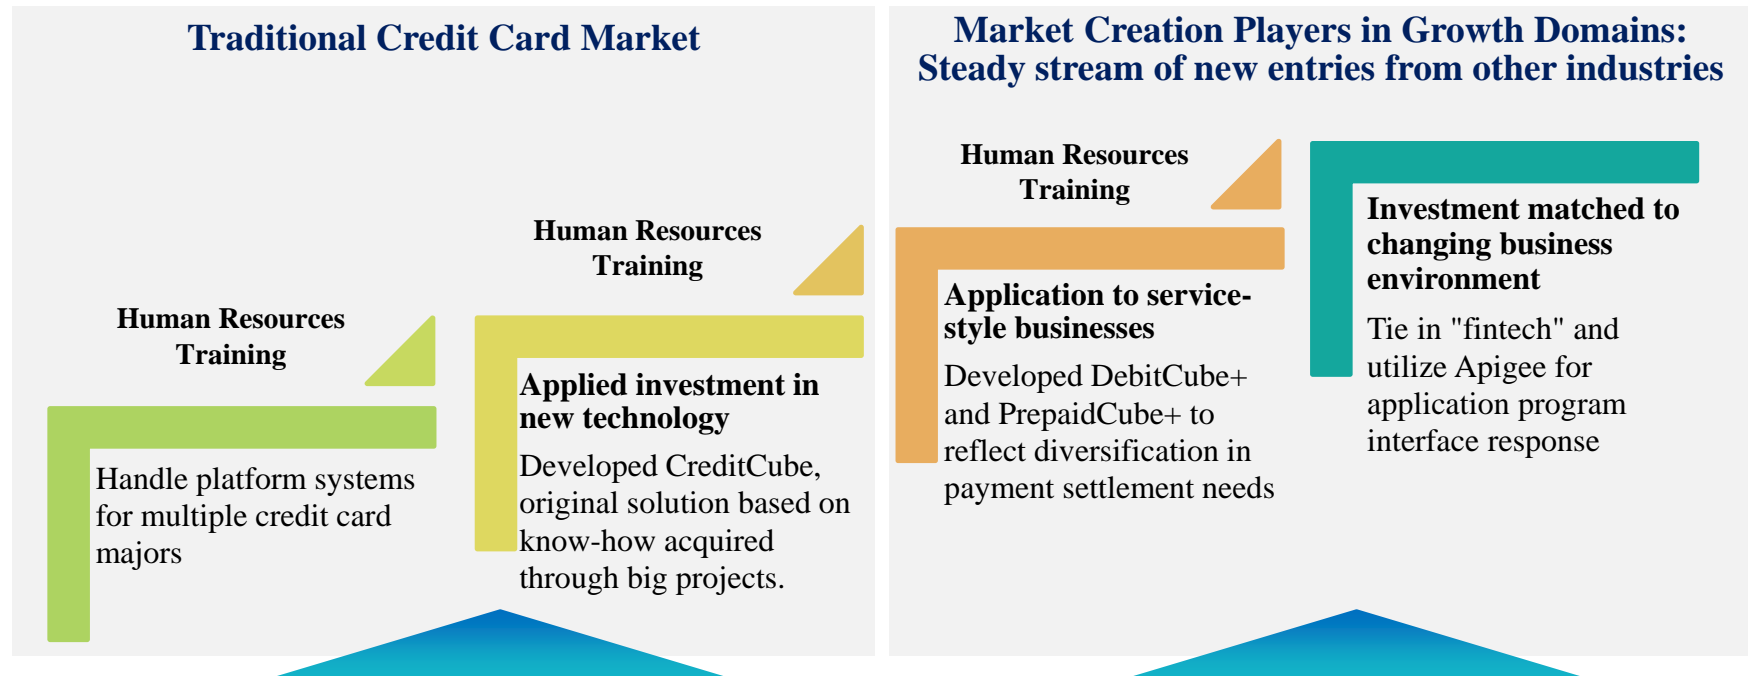 Traditional Credit Card Market
Human Resources
Training
Handle platform systems
for multiple credit card
majors
Human Resources
Training
Applied investment in
new technology
Developed CreditCube,
original solution based on
know-how acquired
through big projects.
Market Creation Players in Growth Domains:
Steady stream of new entries from other industries
Human Resources
Training
Application to service-
style businesses
Developed DebitCube+
and PrepaidCube+ to
reflect diversification in
payment settlement needs
Investment matched to
changing business
environment
Tie in "fintech" and
utilize Apigee for
application program
interface response